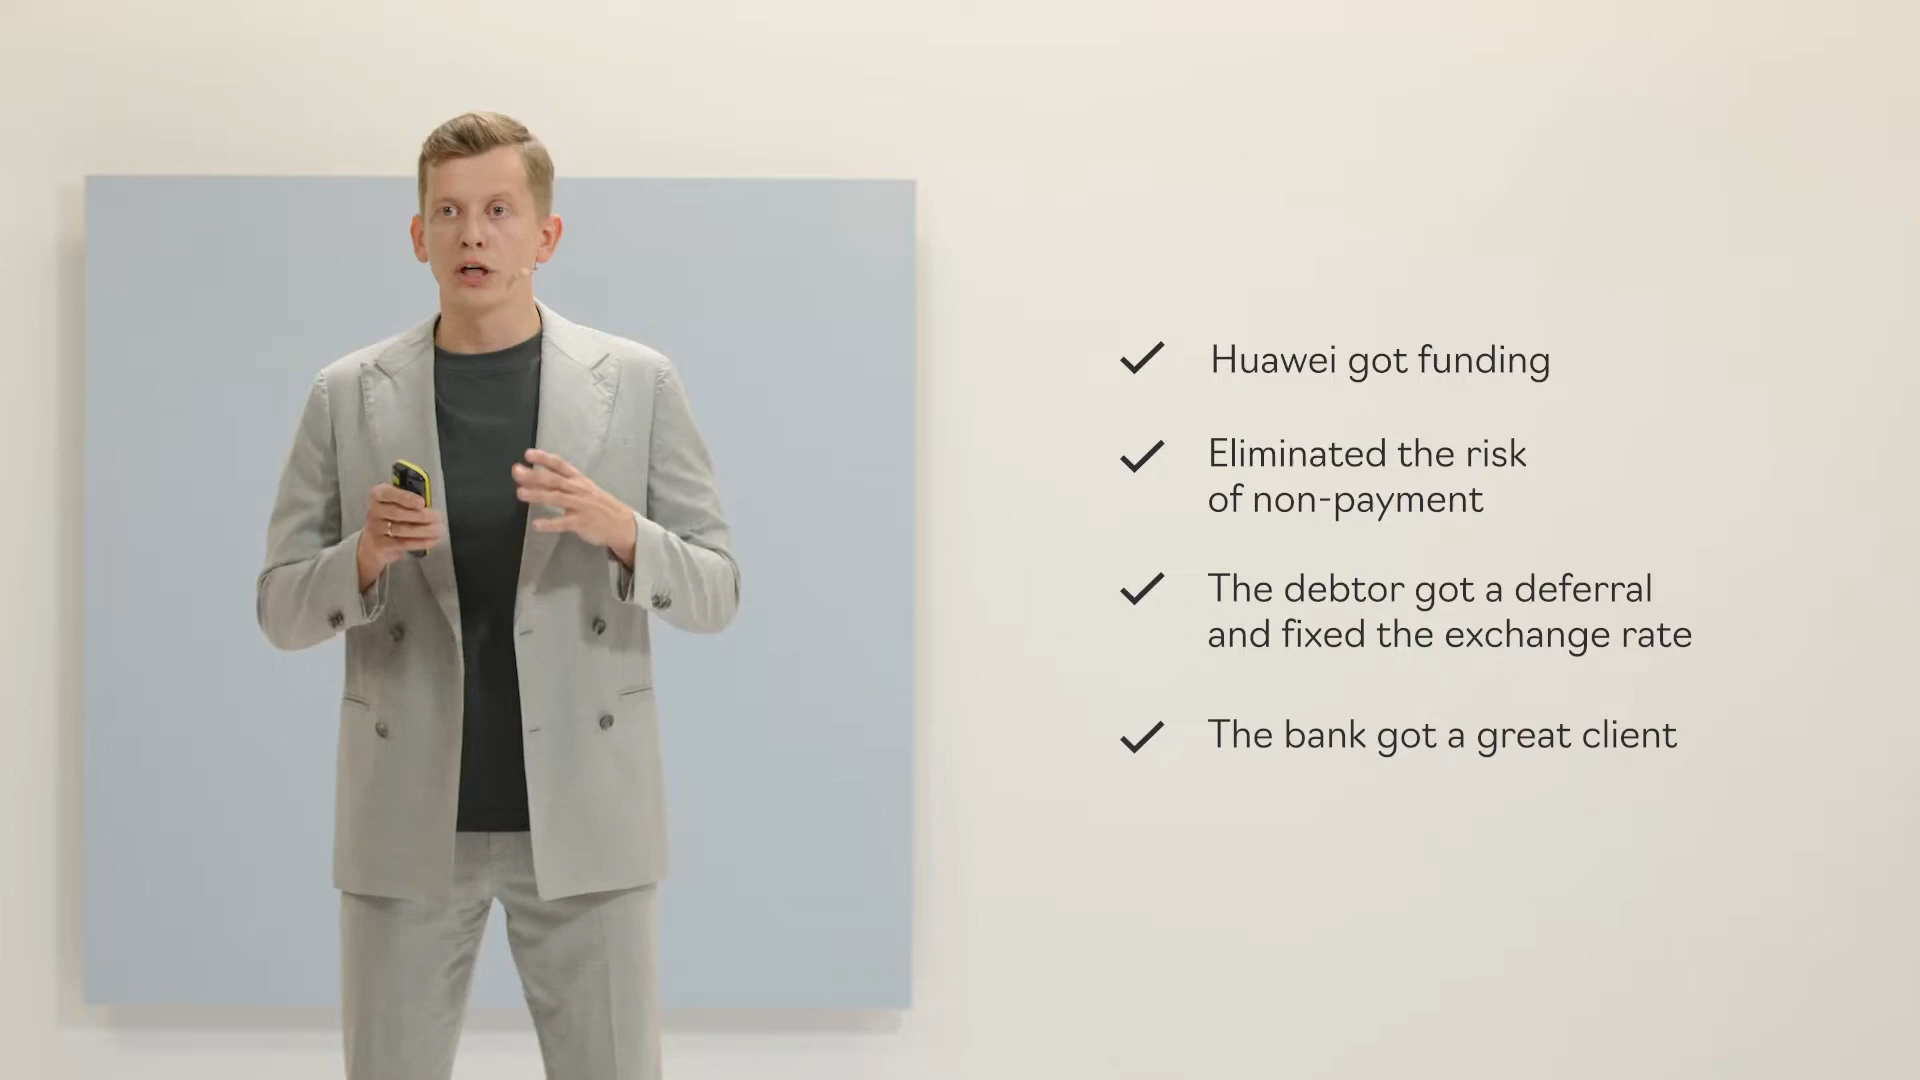 Huawei got funding
Eliminated the risk
of non-payment
The debtor got a deferral
and fixed the exchange rate
The bank got a great client